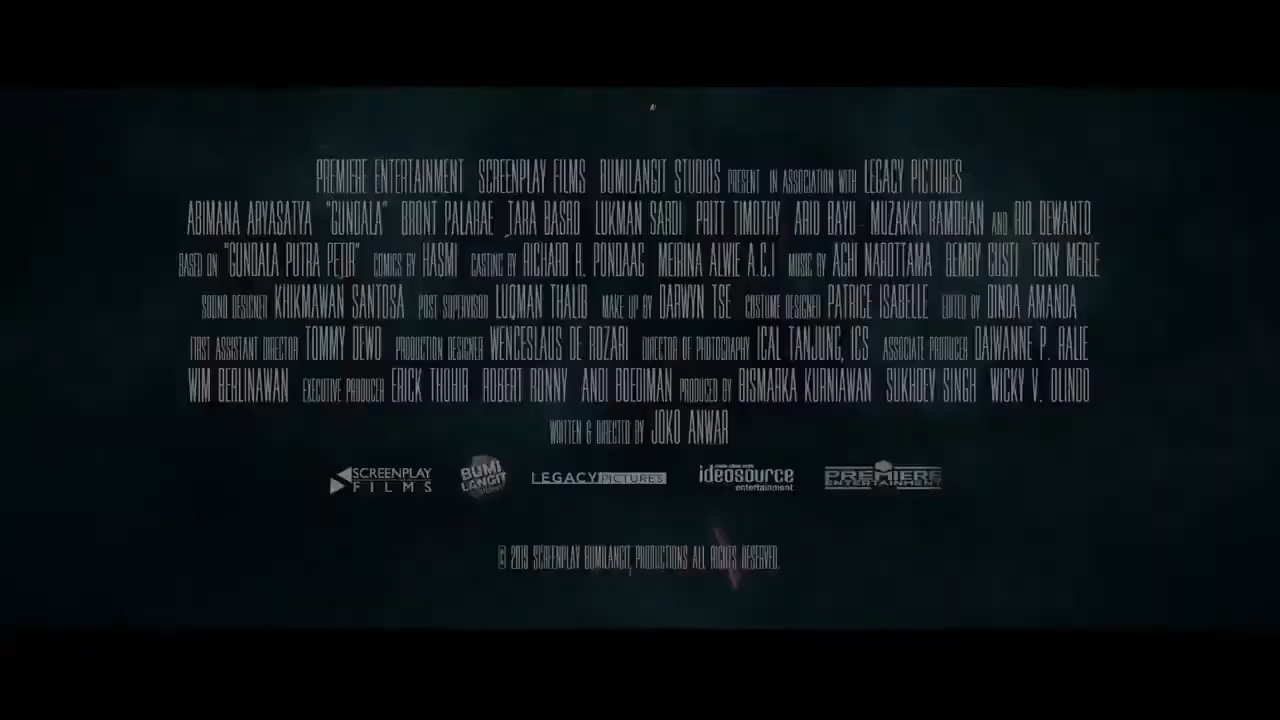 PREMIERE ENTERTAINMENT SCREENPLAY FILMS BUMILANGIT STUDIOS PRESENT IN ASSOCIATION WITH LEGACY PICTURES
ABIMANA ARYASATYA "GUNDALA" BRONT PALARAE TARA BASRO LUKMAN SARDI PRITT TIMOTHY ARIO BAYU MUZAKKI RAMDHAN AND RIO DEWANTO
BASED ON "GUNDALA PUTRA PETIR" COMICS BY HASMI CASTING BY RICHARD H. PONDAAG MEIRINA ALWIE A.C.I MUSIC BY AGHI NAROTTAMA BEMBY GUSTI TONY MERLE
SOUND DESIGNER KHIKMAWAN SANTOSA POST SUPERVISOR LUQMAN THALIB MAKE UP BY DARWYN TSE COSTUME DESIGNER PATRICE ISABELLE EDITED BY DINDA AMANDA
FIRST ASSISTANT DIRECTOR TOMMY DEWO PRODUCTION DESIGNER WENCESLAUS DE ROZARI DIRECTOR OF PHOTOGRAPHY ICAL TANJUNG, ICS ASSOCIATE PRODUCER DAIWANNE P. RALIE
WIM BERLINAWAN EXECUTIVE PRODUCER ERICK THOHIR ROBERT RONNY ANDI BOEDIMAN PRODUCED BY BISMARKA KURNIAWAN SUKHDEV SINGH WICKY V. OLINDO
WRITTEN & DIRECTED BY JOKO ANWAR
SCREENPLAY FILMS BUMI LANGIT LEGACY PICTURES ideosource entertainment PREMIERE ENTERTAINMENT
© 2019 SCREENPLAY BUMILANGIT, PRODUCTIONS ALL RIGHTS RESERVED.